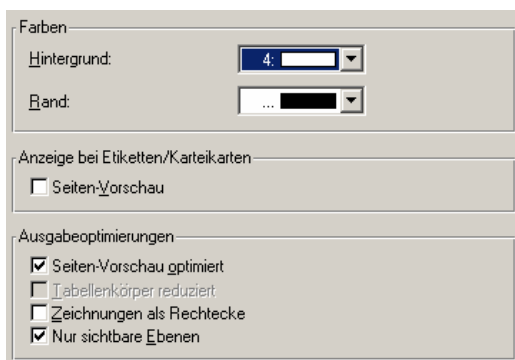 Farben
Hintergrund: 4:
Rand: ...
Anzeige bei Etiketten/Karteikarten
Seiten-Vorschau
Ausgabeoptimierungen
Seiten-Vorschau optimiert
Tabellenkörper reduziert
Zeichnungen als Rechtecke
Nur sichtbare Ebenen